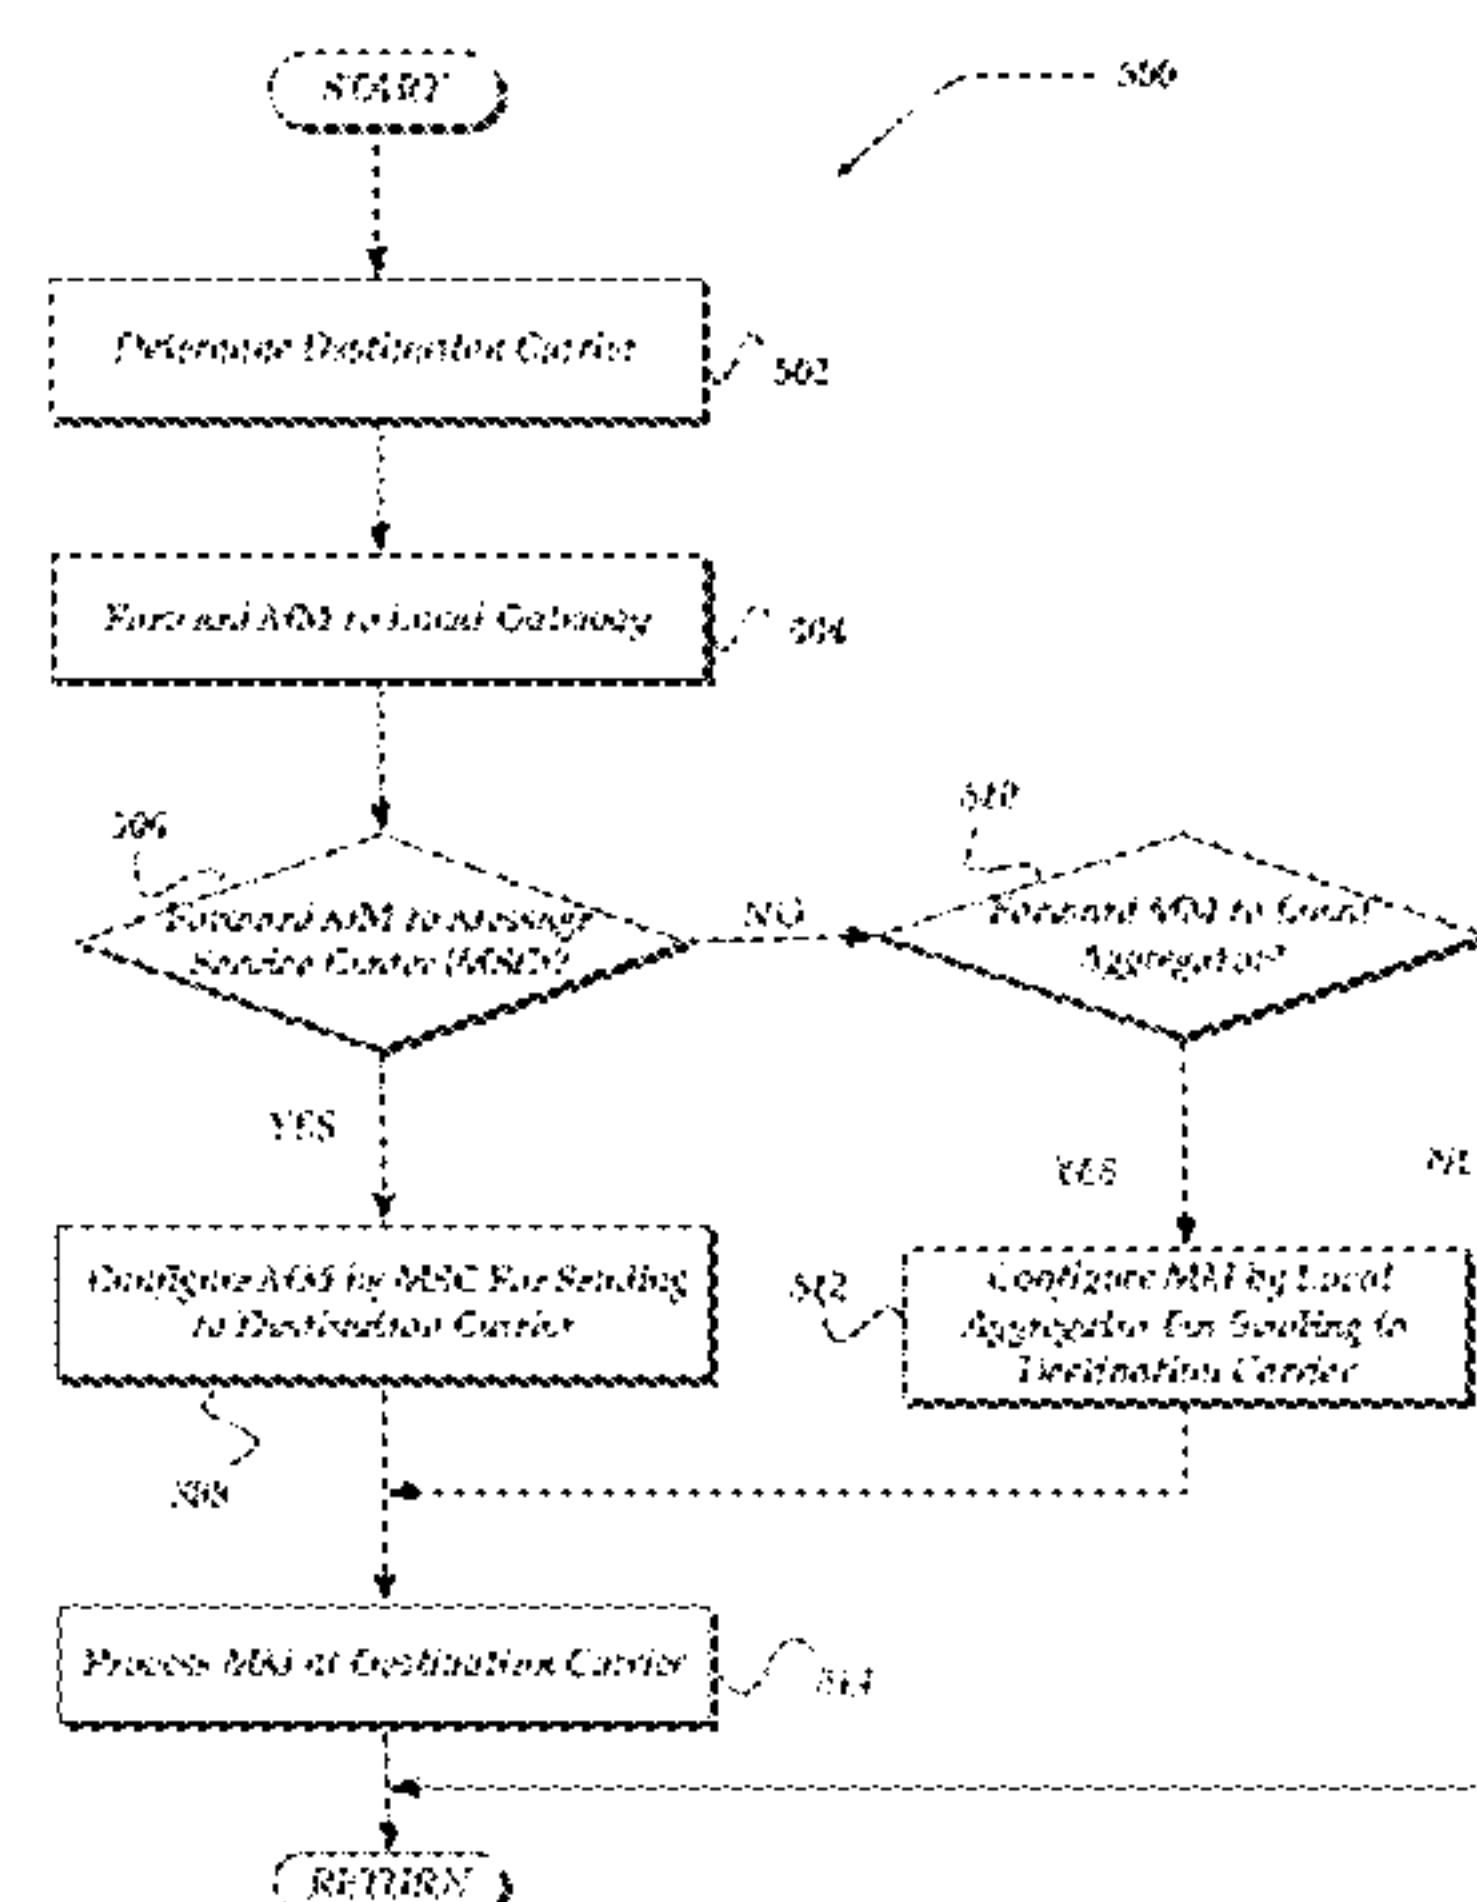 START
500
Determine Destination Carrier
502
Forward MM to Local Gateway
504
506
510
Forward MM to Message
Service Center (MSC)?
NO
Forward MM to Local
Aggregator?
YES
YES
NO
Configure MM by MSC For Sending
to Destination Carrier
512
Configure MM by Local
Aggregator For Sending to
Destination Carrier
508
Process MM at Destination Carrier
514
RETURN